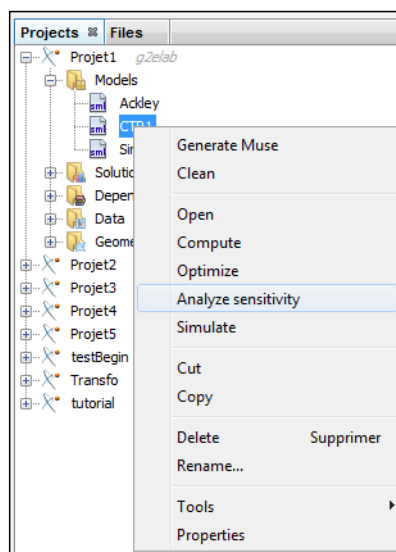 Projects Files
Projet1 g2elab
Models
sml Ackley
sml CTP1
sml Sin
Solutio
Depen
Data
Geome
Projet2
Projet3
Projet4
Projet5
testBegin
Transfo
tutorial
Generate Muse
Clean
Open
Compute
Optimize
Analyze sensitivity
Simulate
Cut
Copy
Delete Supprimer
Rename...
Tools
Properties